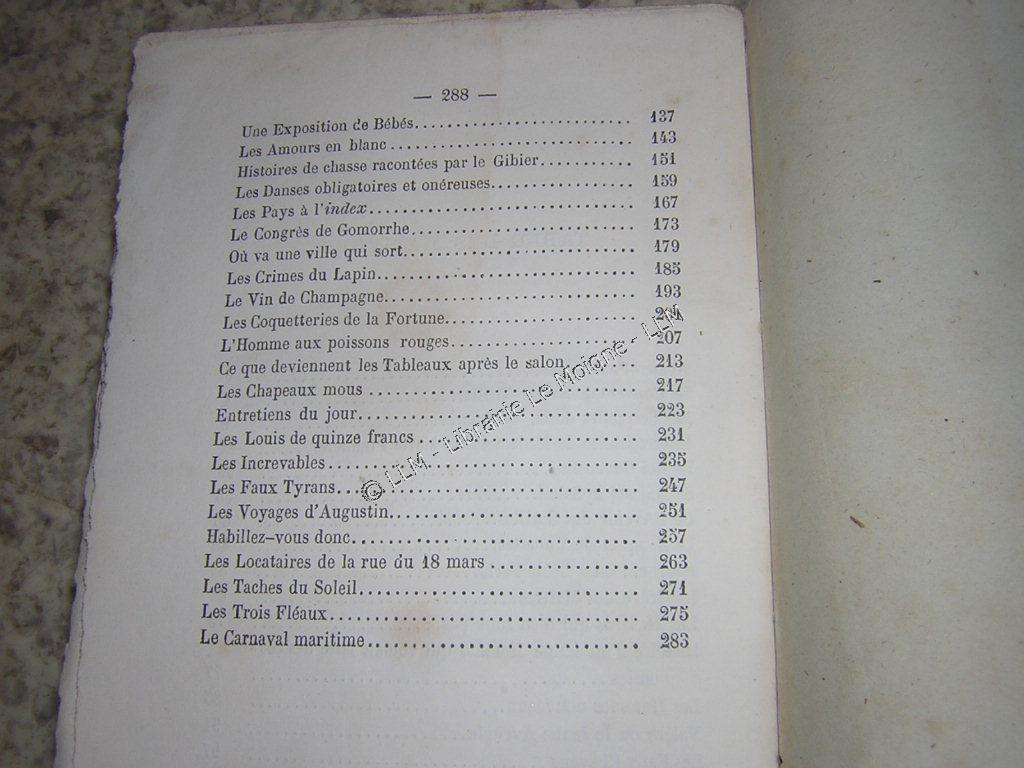 — 288 —
Une Exposition de Bébés........................... 137
Les Amours en blanc.............................. 143
Histoires de chasse racontées par le Gibier............ 151
Les Danses obligatoires et onéreuses.................. 159
Les Pays à l'index................................. 167
Le Congrès de Gomorrhe............................ 173
Où va une ville qui sort............................. 179
Les Crimes du Lapin................................ 185
Le Vin de Champagne............................... 193
Les Coquetteries de la Fortune........................
L'Homme aux poissons rouges....................... 207
Ce que deviennent les Tableaux après le salon......... 213
Les Chapeaux mous ................................ 217
Entretiens du jour.................................. 223
Les Louis de quinze francs .......................... 231
Les Increvables..................................... 235
Les Faux Tyrans.................................... 247
Les Voyages d'Augustin............................. 251
Habillez-vous donc................................. 257
Les Locataires de la rue du 18 mars .................. 263
Les Taches du Soleil................................ 271
Les Trois Fléaux.................................... 275
Le Carnaval maritime............................... 283
© LLM - Librairie Le Moigne - LLM